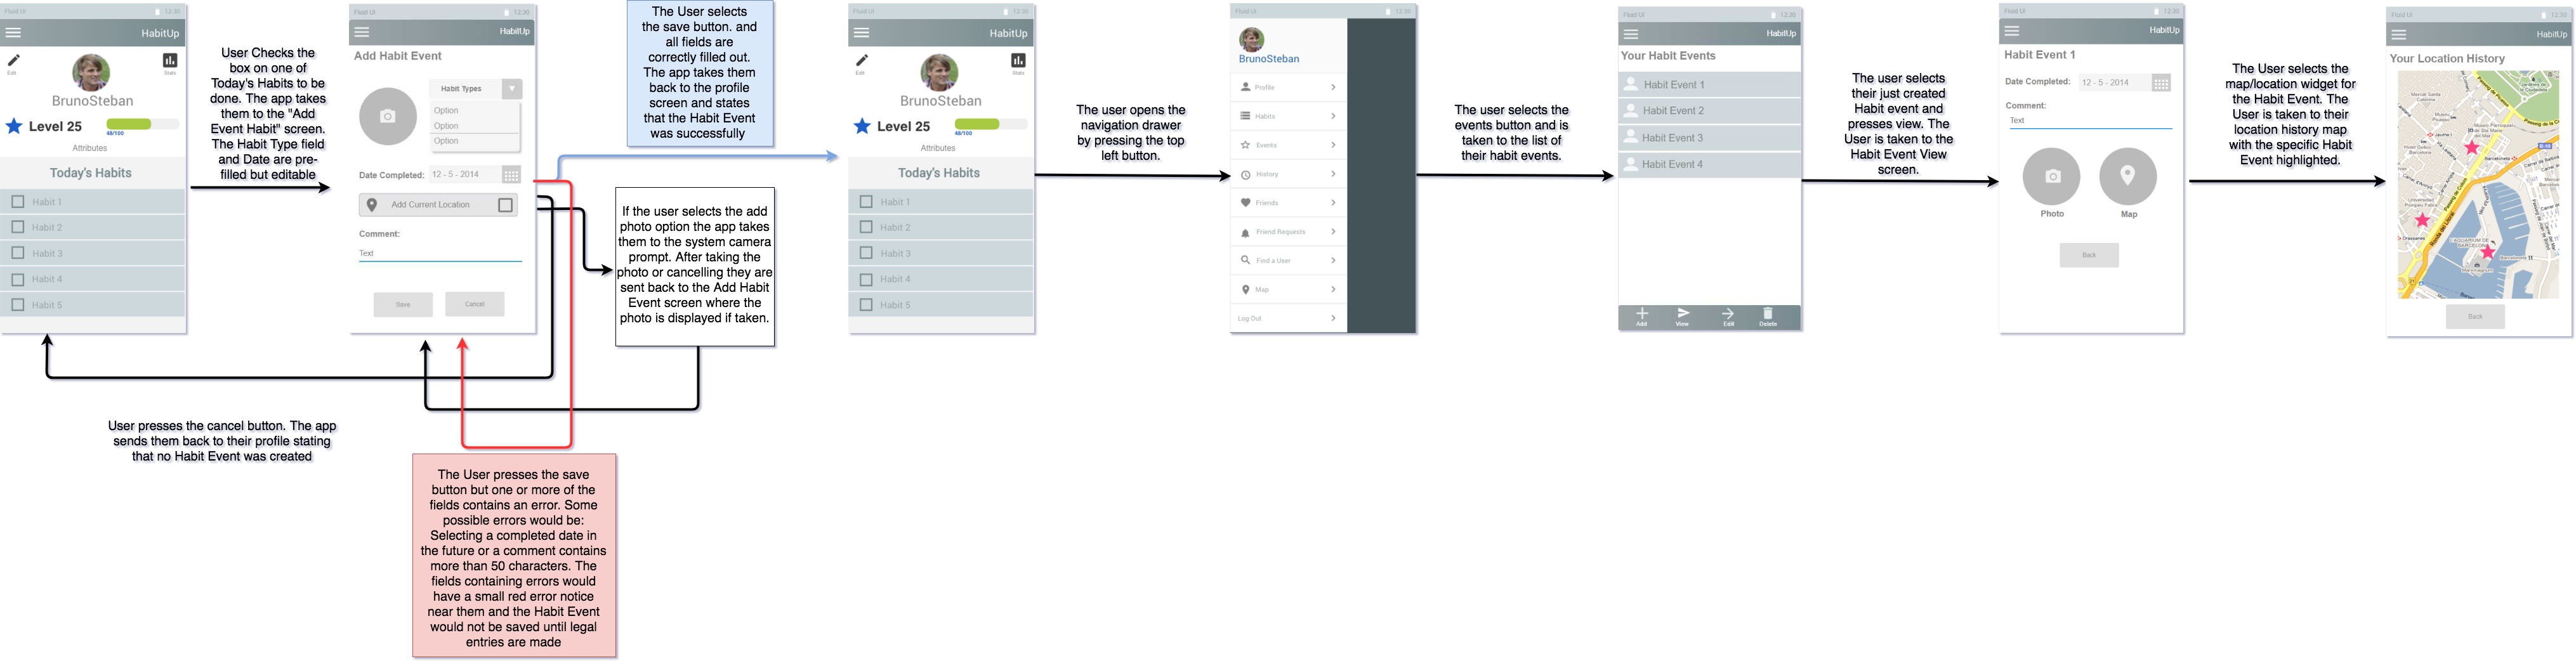 Fluid UI
12:30
HabitUp
Edit
Stats
BrunoSteban
Level 25
48/100
Attributes
Today's Habits
Habit 1
Habit 2
Habit 3
Habit 4
Habit 5
User Checks the
box on one of
Today's Habits to be
done. The app takes
them to the "Add
Event Habit" screen.
The Habit Type field
and Date are pre-
filled but editable
Fluid UI
12:30
HabitUp
Add Habit Event
Habit Types
Option
Option
Option
Date Completed:
12 - 5 - 2014
Add Current Location
Comment:
Text
Save
Cancel
The User selects
the save button. and
all fields are
correctly filled out.
The app takes them
back to the profile
screen and states
that the Habit Event
was successfully
If the user selects the add
photo option the app takes
them to the system camera
prompt. After taking the
photo or cancelling they are
sent back to the Add Habit
Event screen where the
photo is displayed if taken.
User presses the cancel button. The app
sends them back to their profile stating
that no Habit Event was created
The User presses the save
button but one or more of the
fields contains an error. Some
possible errors would be:
Selecting a completed date in
the future or a comment contains
more than 50 characters. The
fields containing errors would
have a small red error notice
near them and the Habit Event
would not be saved until legal
entries are made
Fluid UI
12:30
HabitUp
Edit
Stats
BrunoSteban
Level 25
48/100
Attributes
Today's Habits
Habit 1
Habit 2
Habit 3
Habit 4
Habit 5
The user opens the
navigation drawer
by pressing the top
left button.
Fluid UI
12:30
BrunoSteban
Profile
Habits
Events
History
Friends
Friend Requests
Find a User
Map
Log Out
The user selects the
events button and is
taken to the list of
their habit events.
Fluid UI
12:30
HabitUp
Your Habit Events
Habit Event 1
Habit Event 2
Habit Event 3
Habit Event 4
Add
View
Edit
Delete
The user selects
their just created
Habit event and
presses view. The
User is taken to the
Habit Event View
screen.
Fluid UI
12:30
HabitUp
Habit Event 1
Date Completed:
12 - 5 - 2014
Comment:
Text
Photo
Map
Back
The User selects the
map/location widget for
the Habit Event. The
User is taken to their
location history map
with the specific Habit
Event highlighted.
Fluid UI
12:30
HabitUp
Your Location History
Back